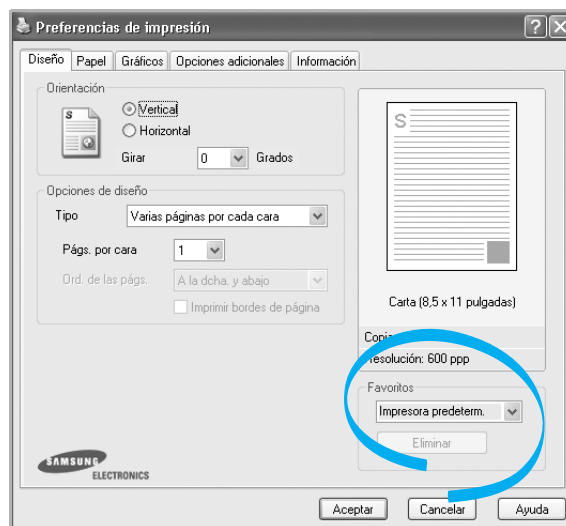 Preferencias de impresión
Diseño Papel Gráficos Opciones adicionales Información
Orientación
S
Vertical
Horizontal
Girar 0 Grados
Opciones de diseño
Tipo Varias páginas por cada cara
Págs. por cara 1
Ord. de las págs. A la dcha. y abajo
Imprimir bordes de página
S
Carta (8,5 x 11 pulgadas)
resolución: 600 ppp
Favoritos
Impresora predeterm.
Eliminar
SAMSUNG
ELECTRONICS
Aceptar Cancelar Ayuda